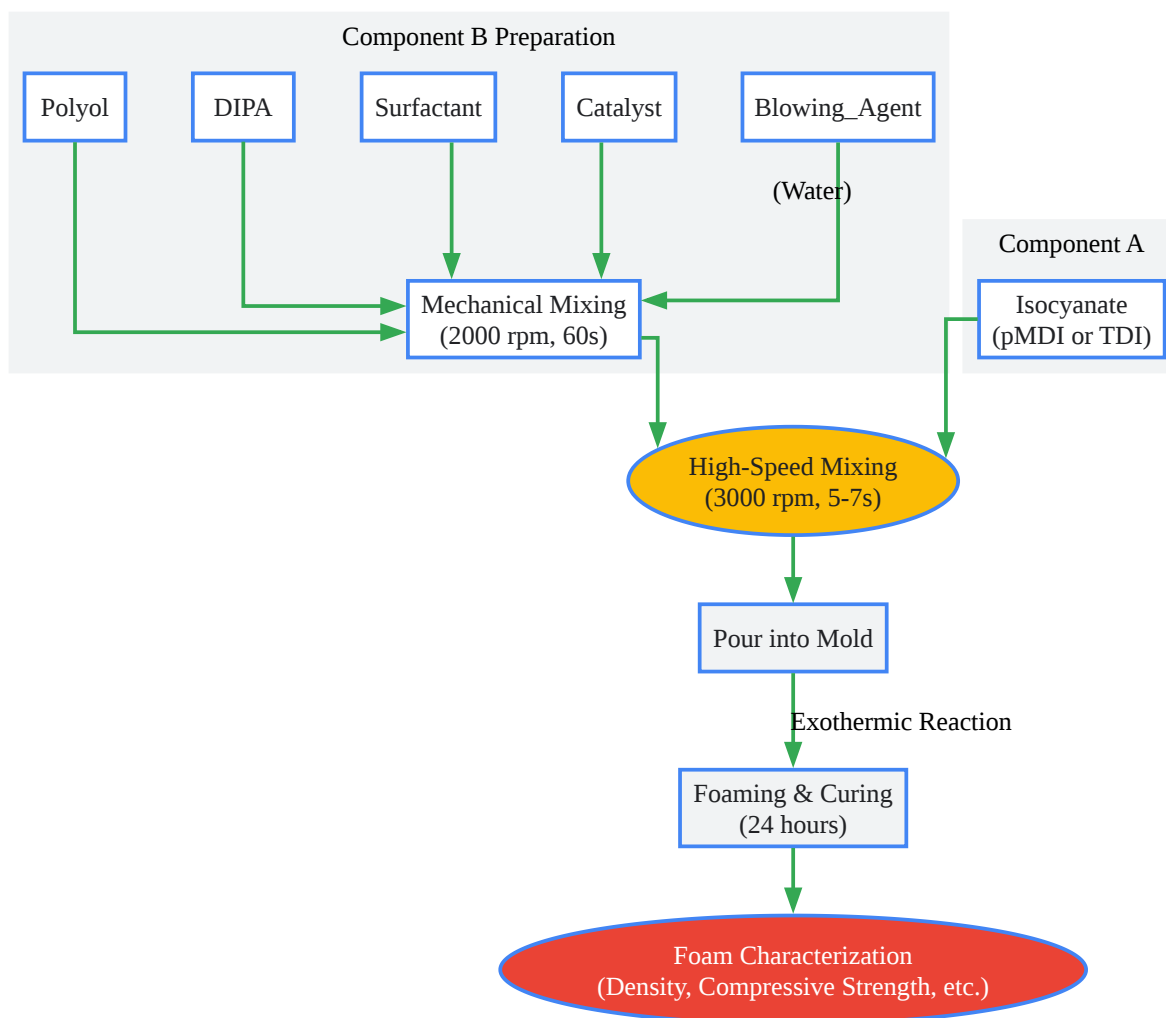 Component B Preparation
Polyol
DIPA
Surfactant
Catalyst
Blowing_Agent
(Water)
Component A
Mechanical Mixing
(2000 rpm, 60s)
Isocyanate
(pMDI or TDI)
High-Speed Mixing
(3000 rpm, 5-7s)
Pour into Mold
Exothermic Reaction
Foaming & Curing
(24 hours)
Foam Characterization
(Density, Compressive Strength, etc.)